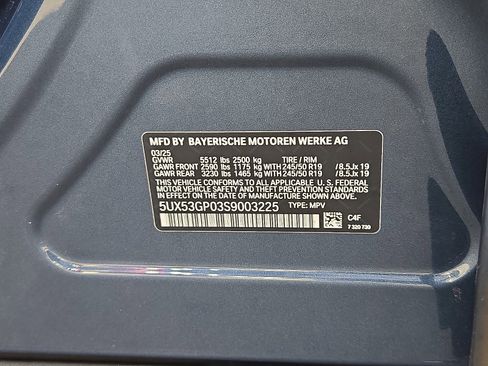 MFD BY BAYERISCHE MOTOREN WERKE AG
03/25
GVWR 5512 lbs 2500 kg TIRE / RIM
GAWR FRONT 2590 lbs 1175 kg WITH 245/50 R19 / 8.5Jx 19
GAWR REAR 3230 lbs 1465 kg WITH 245/50 R19 / 8.5Jx 19
THIS VEHICLE CONFORMS TO ALL APPLICABLE U.S. FEDERAL
MOTOR VEHICLE SAFETY AND THEFT PREVENTION
STANDARDS IN EFFECT ON THE DATE OF MANUFACTURE SHOWN ABOVE.
5UX53GP03S9003225 TYPE: MPV
C4F
7 320 730